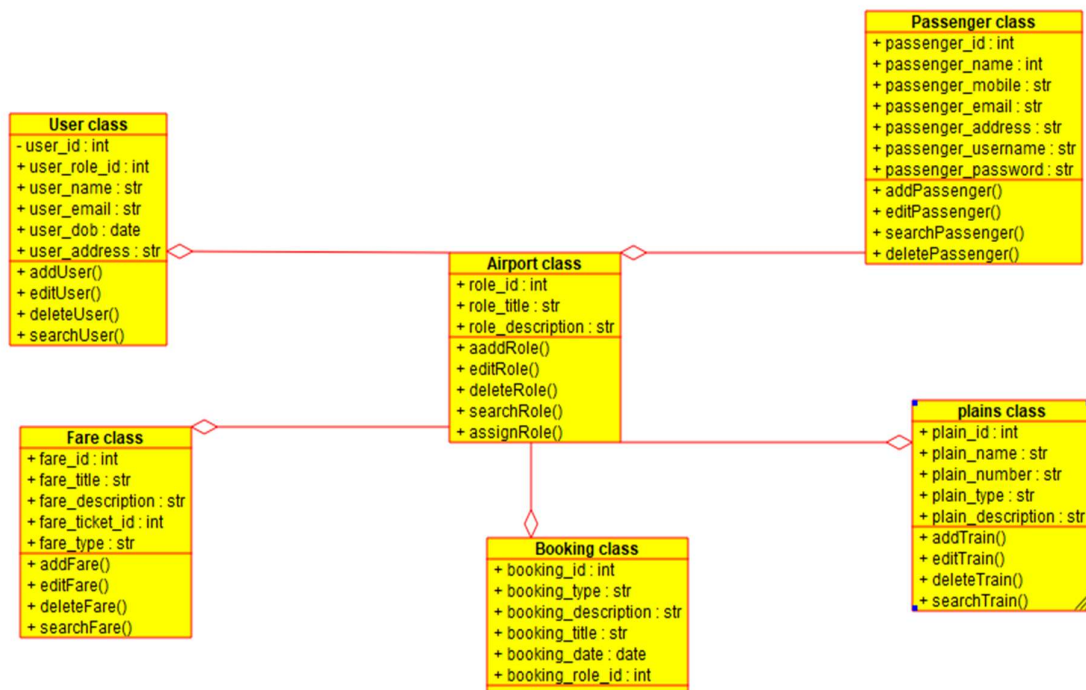 Passenger class
+ passenger_id : int
+ passenger_name : int
+ passenger_mobile : str
+ passenger_email : str
+ passenger_address : str
+ passenger_username : str
+ passenger_password : str
+ addPassenger()
+ editPassenger()
+ searchPassenger()
+ deletePassenger()
User class
- user_id : int
+ user_role_id : int
+ user_name : str
+ user_email : str
+ user_dob : date
+ user_address : str
+ addUser()
+ editUser()
+ deleteUser()
+ searchUser()
Airport class
+ role_id : int
+ role_title : str
+ role_description : str
+ aaddRole()
+ editRole()
+ deleteRole()
+ searchRole()
+ assignRole()
Fare class
+ fare_id : int
+ fare_title : str
+ fare_description : str
+ fare_ticket_id : int
+ fare_type : str
+ addFare()
+ editFare()
+ deleteFare()
+ searchFare()
plains class
+ plain_id : int
+ plain_name : str
+ plain_number : str
+ plain_type : str
+ plain_description : str
+ addTrain()
+ editTrain()
+ deleteTrain()
+ searchTrain()
Booking class
+ booking_id : int
+ booking_type : str
+ booking_description : str
+ booking_title : str
+ booking_date : date
+ booking_role_id : int